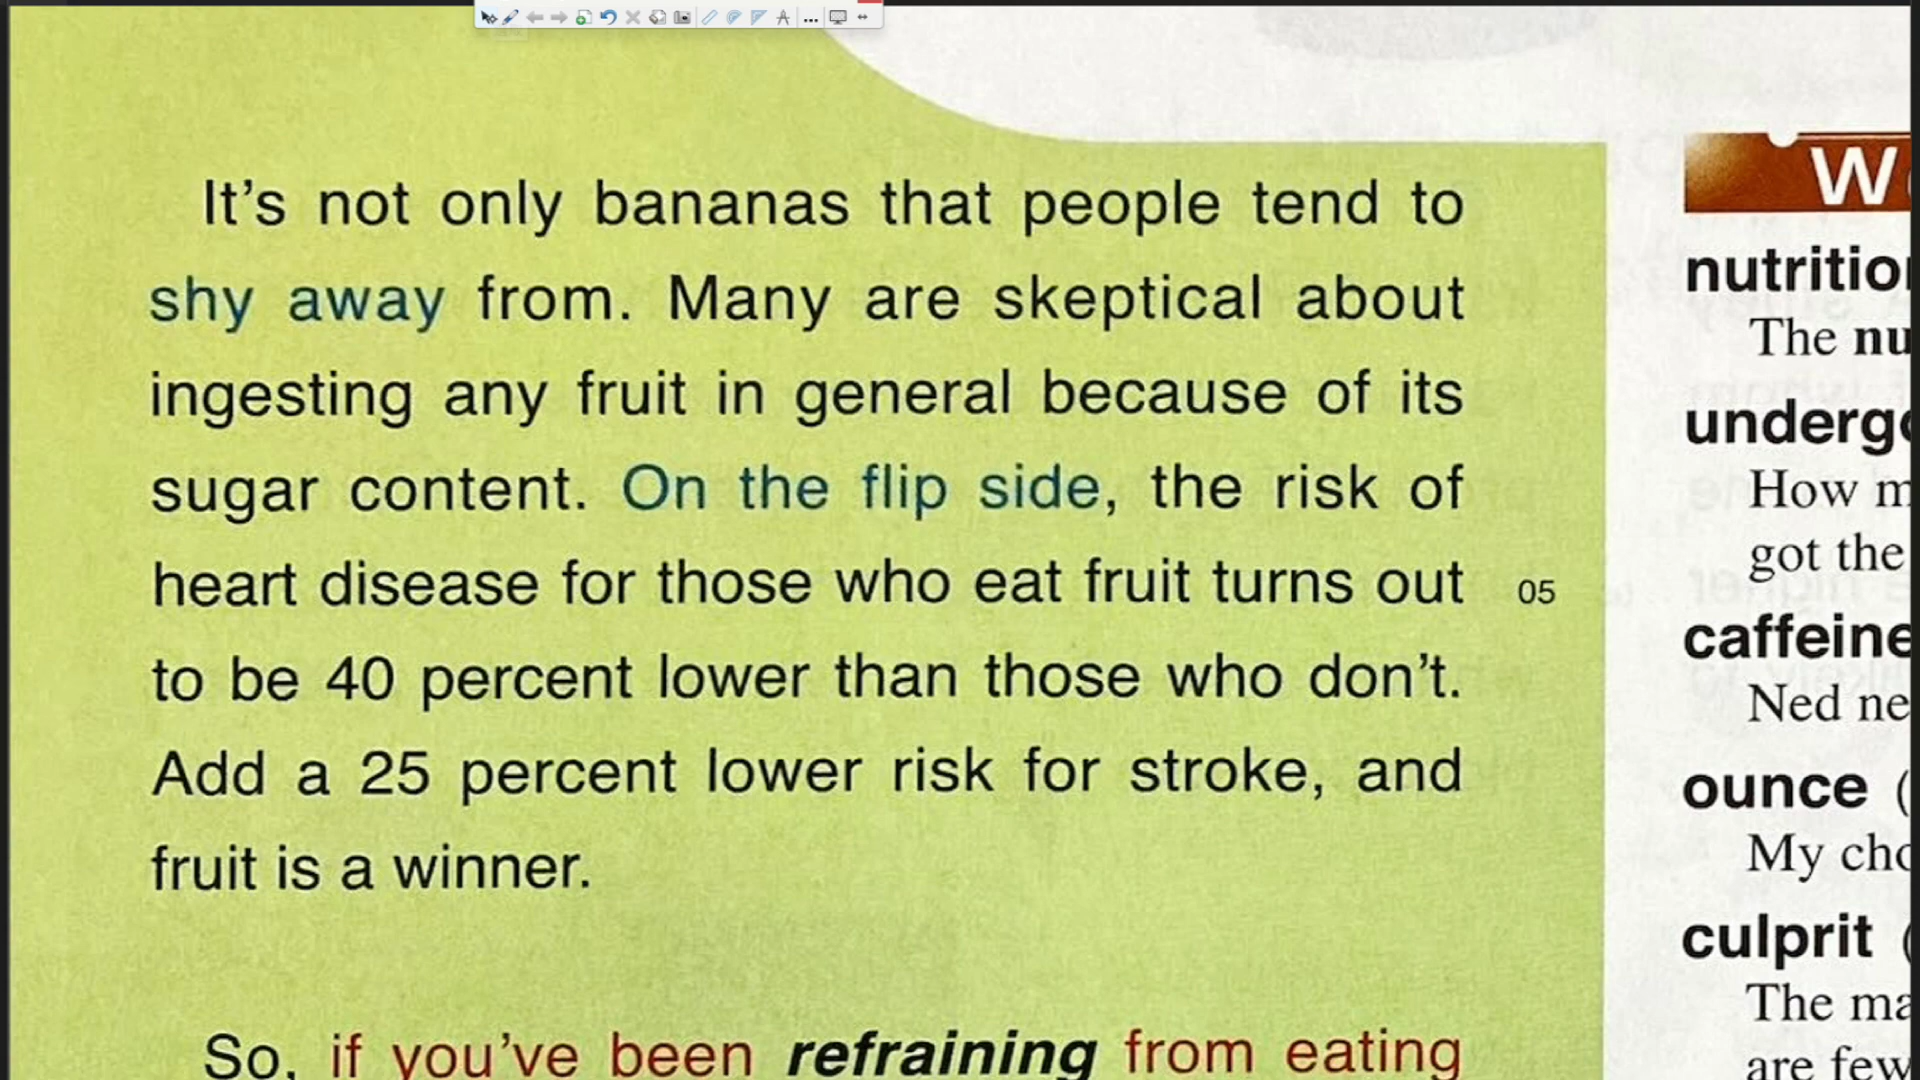 It's not only bananas that people tend to
shy away from. Many are skeptical about
ingesting any fruit in general because of its
sugar content. On the flip side, the risk of
heart disease for those who eat fruit turns out 05
to be 40 percent lower than those who don't.
Add a 25 percent lower risk for stroke, and
fruit is a winner.
So, if you've been refraining from eating
W
nutrition
The nu
undergo
How m
got the
caffeine
Ned ne
ounce (
My cho
culprit (
The ma
are few